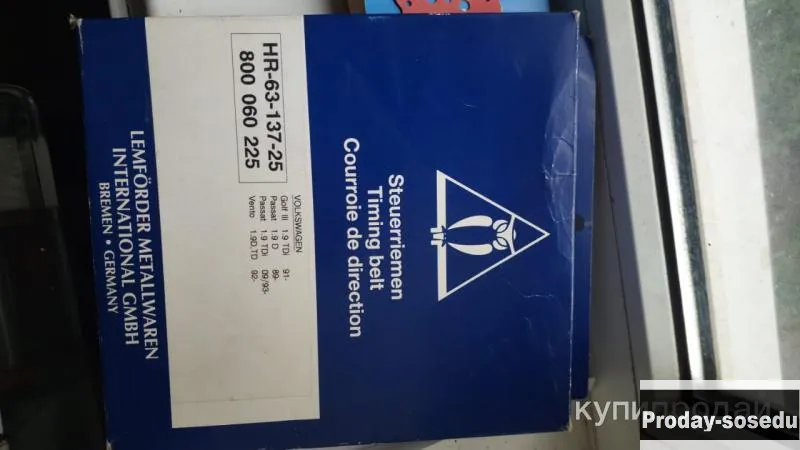 Steuerriemen
Timing belt
Courroie de direction
HR-63-137-25
800 060 225
VOLKSWAGEN
Golf III 1.9 TDi 91-
Passat 1.9 D 89-
Passat 1.9 TDi 09/93-
Vento 1.9D,TD 92-
LEMFÖRDER METALLWAREN
INTERNATIONAL GMBH
BREMEN • GERMANY
купипродай
Proday-sosedu